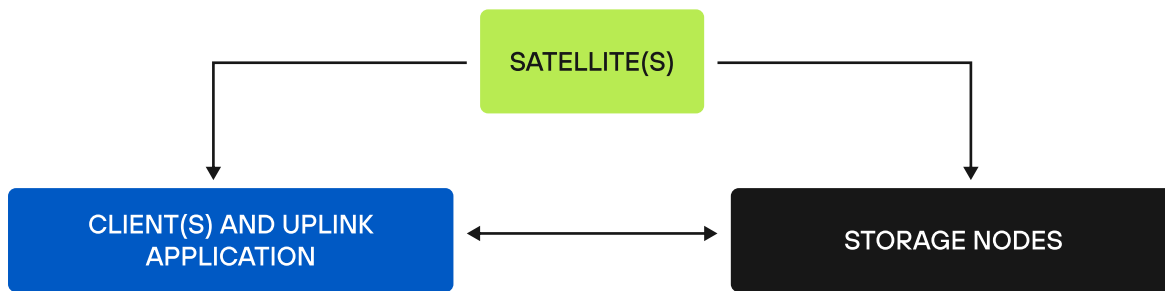 SATELLITE(S)
CLIENT(S) AND UPLINK
APPLICATION
STORAGE NODES